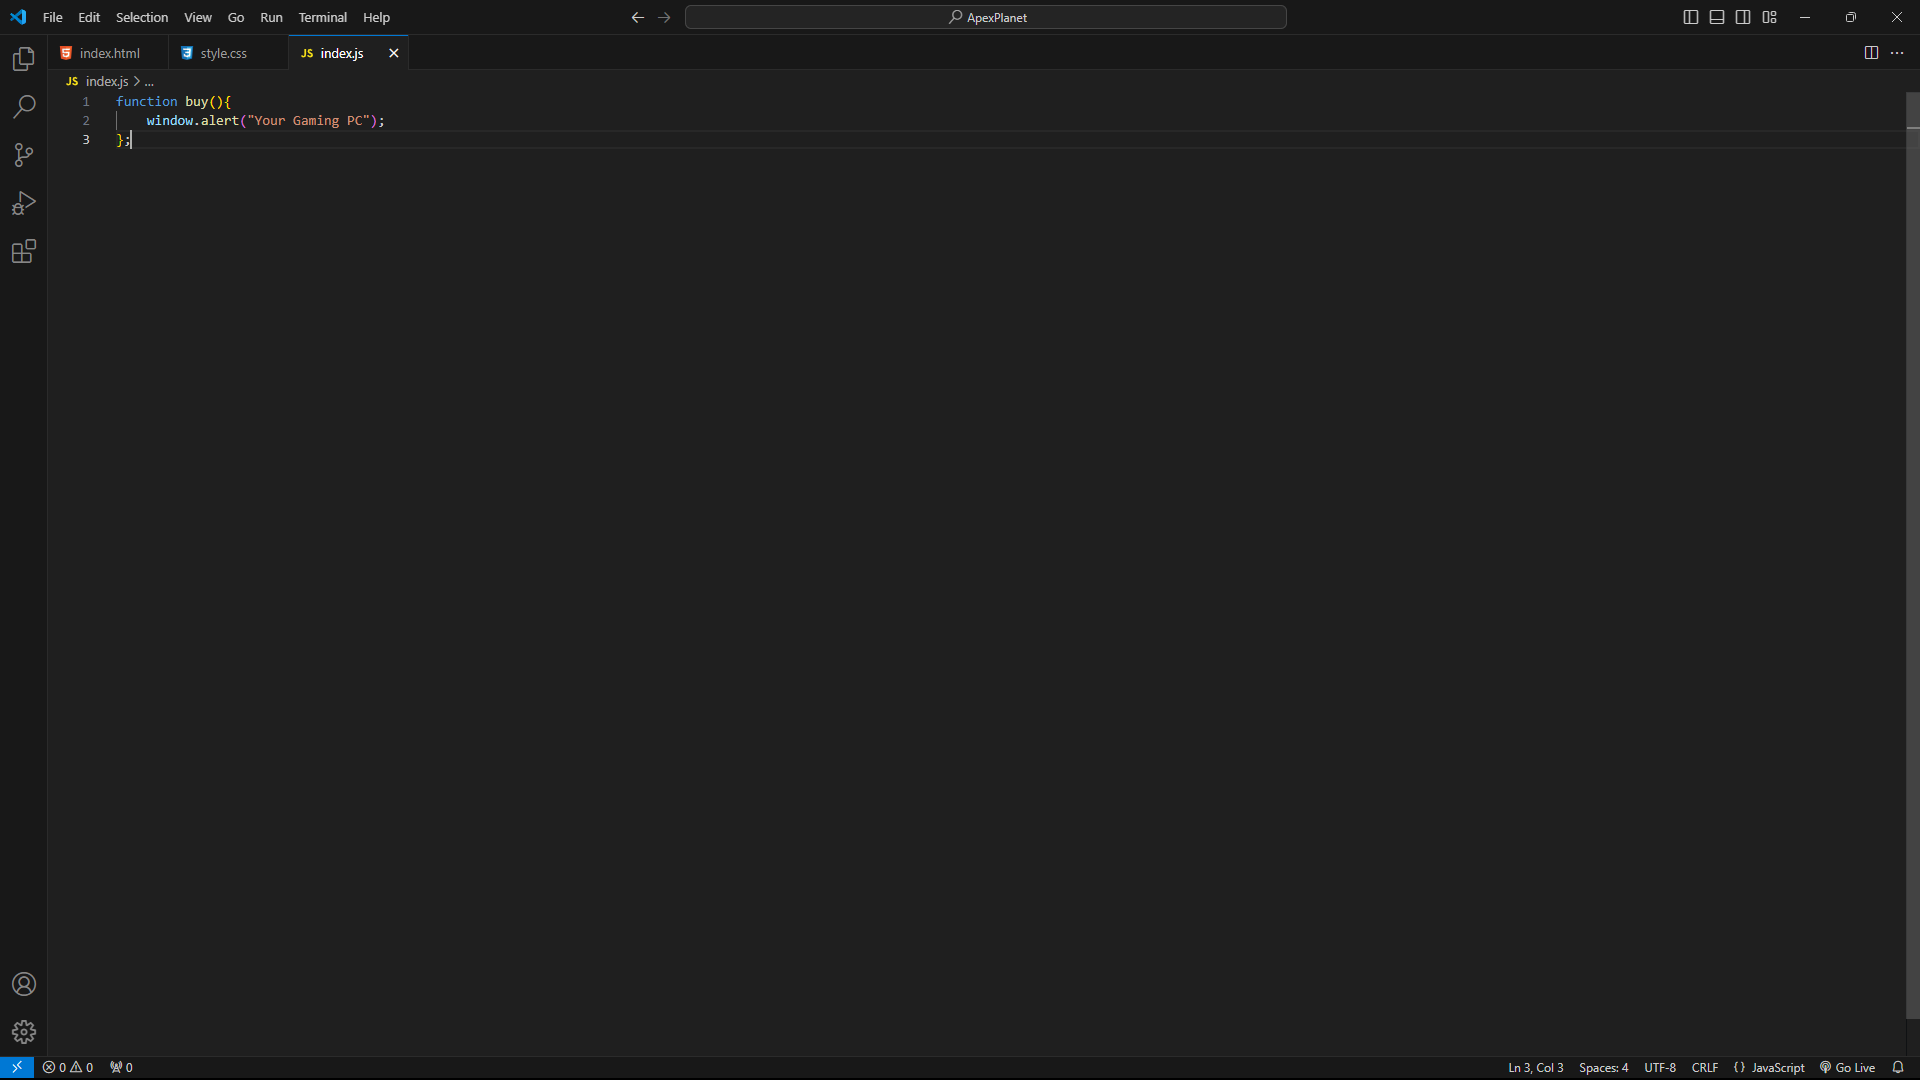 File Edit Selection View Go Run Terminal Help ApexPlanet
index.html style.css JS index.js
JS index.js > ...
1 function buy(){
2 window.alert("Your Gaming PC");
3 };
0 0 0 Ln 3, Col 3 Spaces: 4 UTF-8 CRLF {} JavaScript Go Live